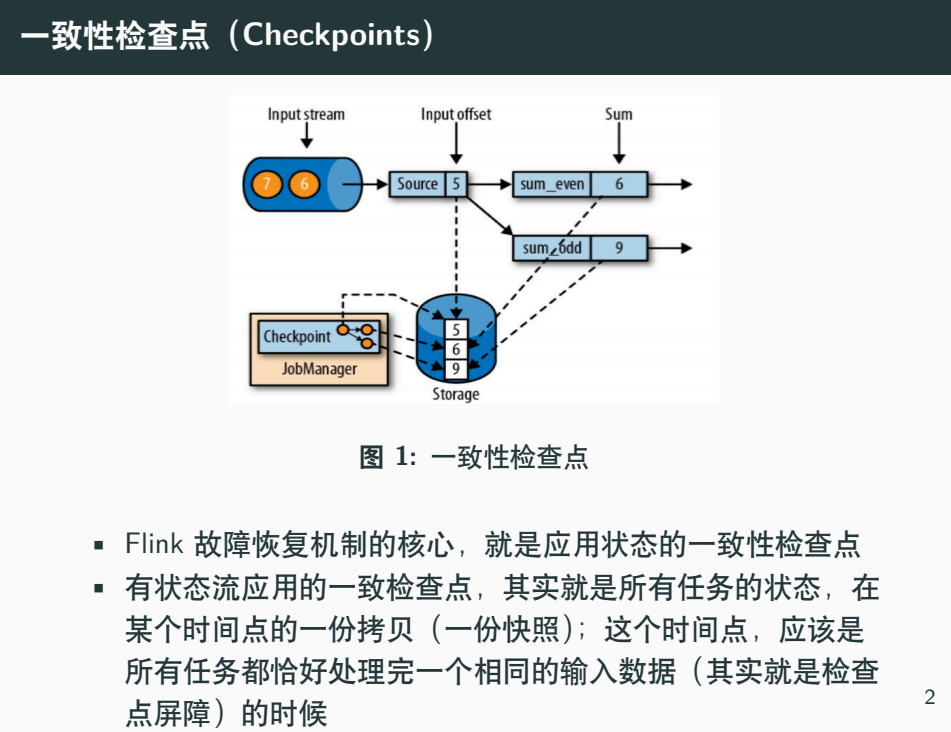 一致性检查点（Checkpoints）
Input stream
Input offset
Sum
7 6
Source 5
sum_even 6
sum_odd 9
Checkpoint
JobManager
5
6
9
Storage
图 1: 一致性检查点
▪ Flink 故障恢复机制的核心，就是应用状态的一致性检查点
▪ 有状态流应用的一致检查点，其实就是所有任务的状态，在
某个时间点的一份拷贝（一份快照）；这个时间点，应该是
所有任务都恰好处理完一个相同的输入数据（其实就是检查
点屏障）的时候
2